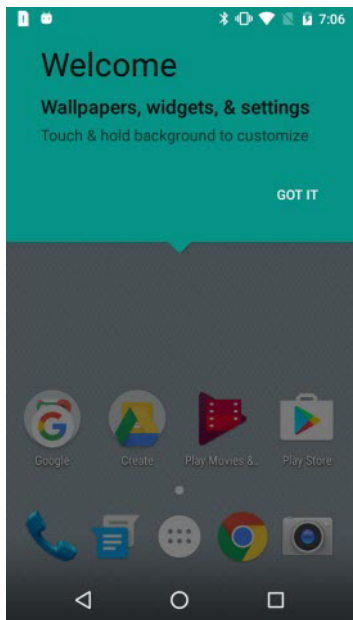 7:06
Welcome
Wallpapers, widgets, & settings
Touch & hold background to customize
GOT IT
Google
Create
Play Movies &..
Play Store